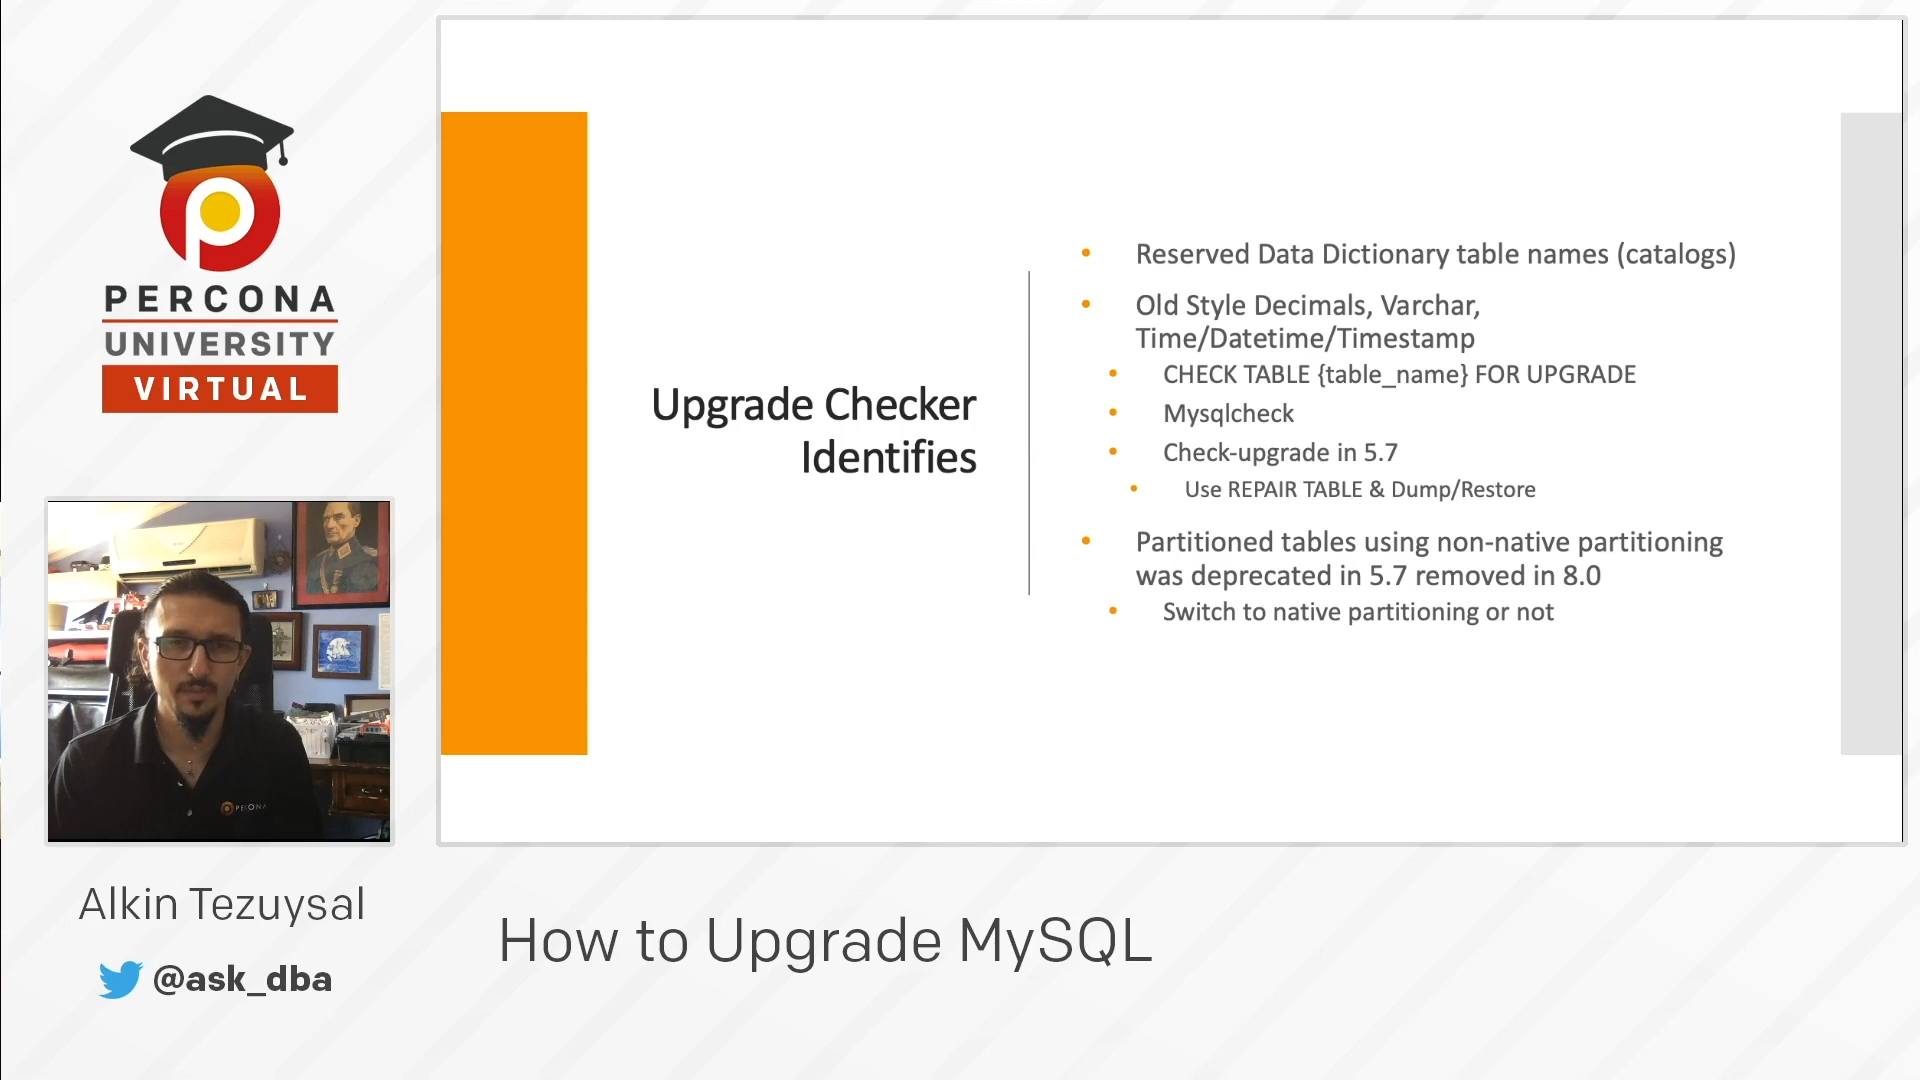 PERCONA
UNIVERSITY
VIRTUAL
Upgrade Checker
Identifies
• Reserved Data Dictionary table names (catalogs)
• Old Style Decimals, Varchar,
Time/Datetime/Timestamp
• CHECK TABLE {table_name} FOR UPGRADE
• Mysqlcheck
• Check-upgrade in 5.7
• Use REPAIR TABLE & Dump/Restore
• Partitioned tables using non-native partitioning
was deprecated in 5.7 removed in 8.0
• Switch to native partitioning or not
PERCONA
Alkin Tezuysal
@ask_dba
How to Upgrade MySQL